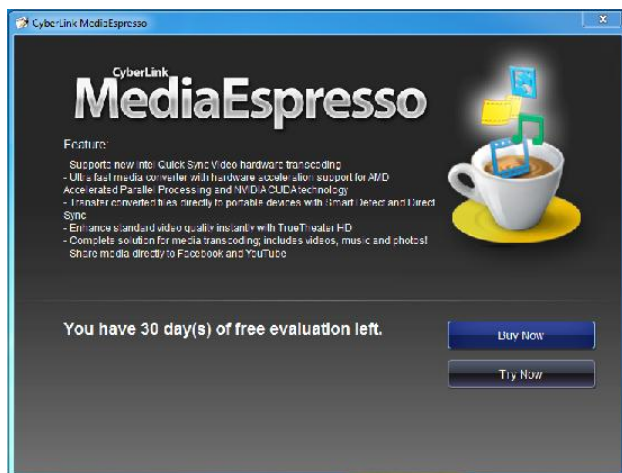 CyberLink MediaEspresso
CyberLink
MediaEspresso
Feature:
- Supports new Intel Quick Sync Video hardware transcoding
- Ultra fast media converter with hardware acceleration support for AMD
Accelerated Parallel Processing and NVIDIA CUDA technology
- Transfer converted files directly to portable devices with Smart Detect and Direct
Sync
- Enhance standard video quality instantly with TrueTheater HD
- Complete solution for media transcoding; includes videos, music and photos!
- Share media directly to Facebook and YouTube
You have 30 day(s) of free evaluation left.
Buy Now
Try Now